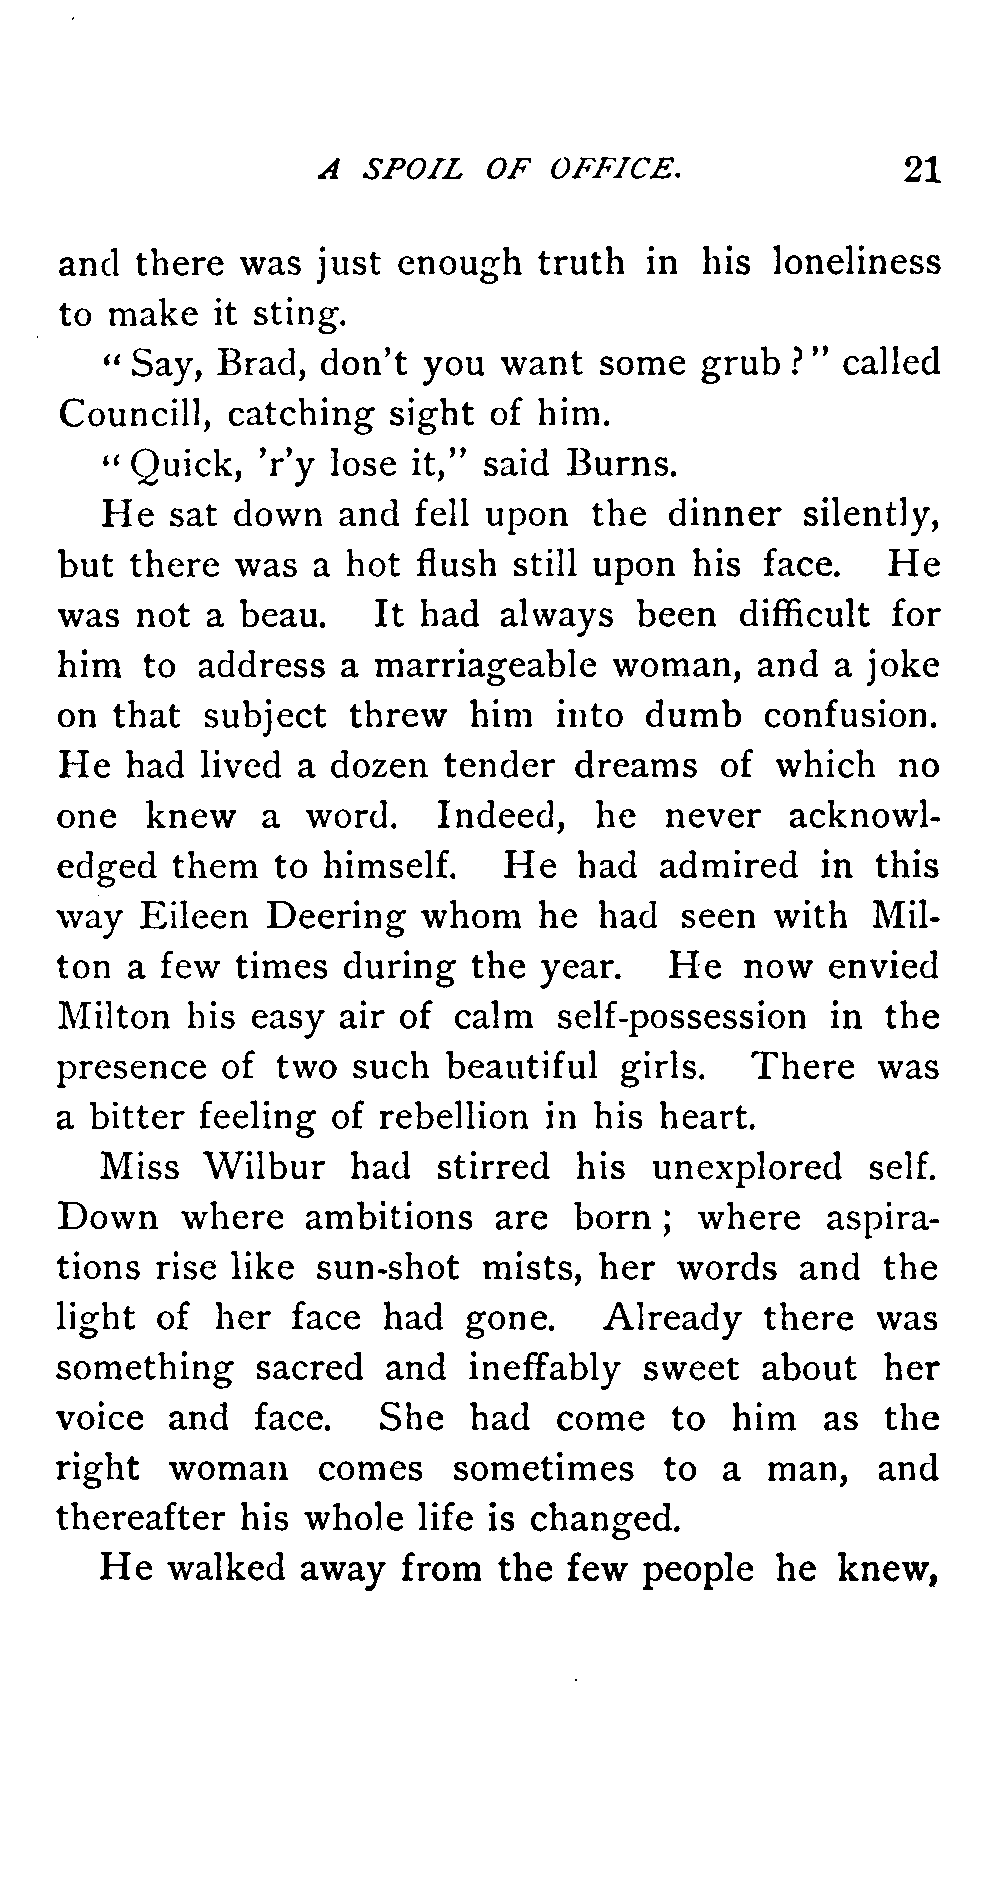 A SPOIL OF OFFICE. 21
and there was just enough truth in his loneliness
to make it sting.
“Say, Brad, don't you want some grub?” called
Councill, catching sight of him.
“Quick, 'r'y lose it,” said Burns.
He sat down and fell upon the dinner silently,
but there was a hot flush still upon his face. He
was not a beau. It had always been difficult for
him to address a marriageable woman, and a joke
on that subject threw him into dumb confusion.
He had lived a dozen tender dreams of which no
one knew a word. Indeed, he never acknowl-
edged them to himself. He had admired in this
way Eileen Deering whom he had seen with Mil-
ton a few times during the year. He now envied
Milton his easy air of calm self-possession in the
presence of two such beautiful girls. There was
a bitter feeling of rebellion in his heart.
Miss Wilbur had stirred his unexplored self.
Down where ambitions are born; where aspira-
tions rise like sun-shot mists, her words and the
light of her face had gone. Already there was
something sacred and ineffably sweet about her
voice and face. She had come to him as the
right woman comes sometimes to a man, and
thereafter his whole life is changed.
He walked away from the few people he knew,